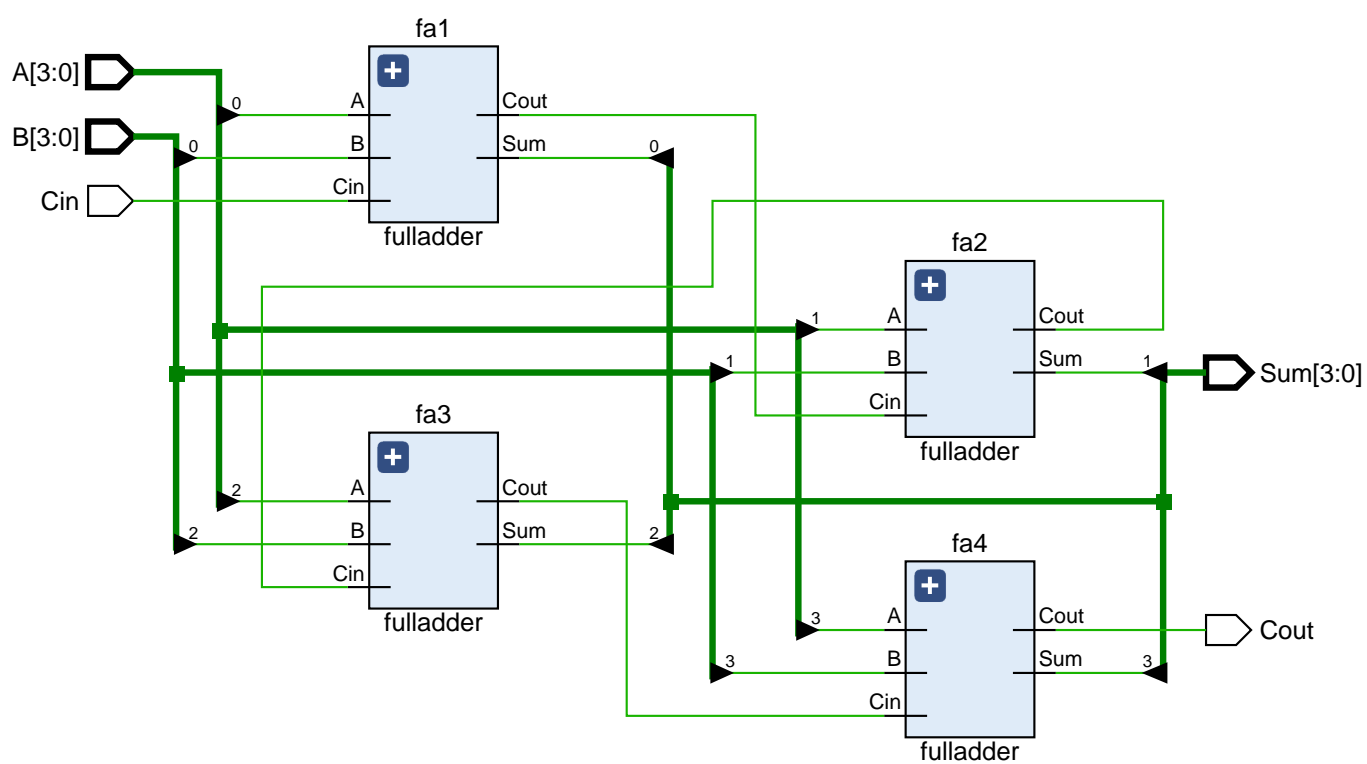 fa1
A[3:0]
0
A
Cout
B[3:0]
0
B
Sum
0
Cin
Cin
fulladder
fa2
1
A
Cout
1
B
Sum
1
Sum[3:0]
Cin
fulladder
fa3
2
A
Cout
2
B
Sum
2
Cin
fulladder
fa4
3
A
Cout
Cout
3
B
Sum
3
Cin
fulladder